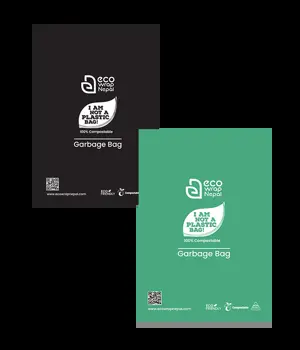 eco
wrap
Nepal
I AM
NOT A
PLASTIC
BAG!
100% Compostable
Garbage Bag
www.ecowrapnepal.com
ECO
FRIENDLY
eco
wrap
Nepal
I AM
NOT A
PLASTIC
BAG!
100% Compostable
Garbage Bag
www.ecowrapnepal.com
ECO
FRIENDLY
Compostable